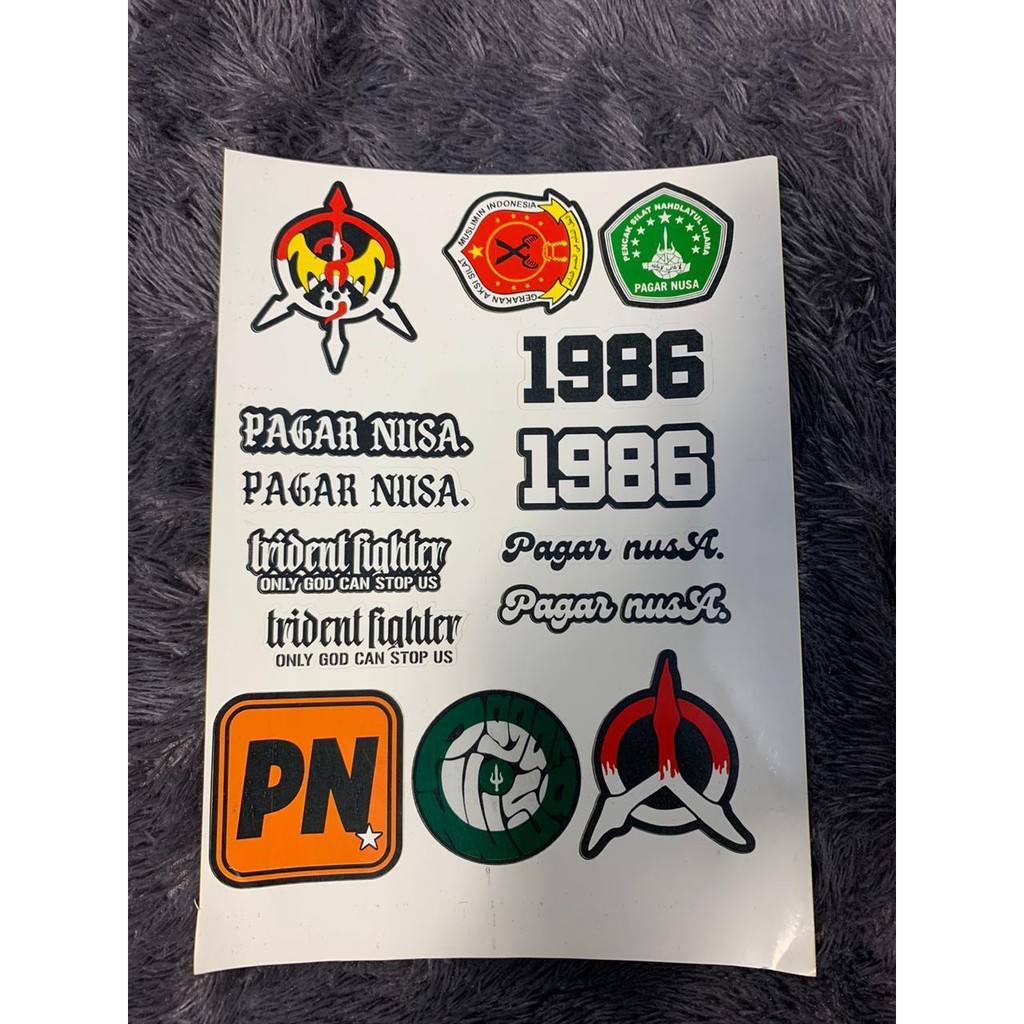 GERAKAN AKSI SILAT MUSLIMIN INDONESIA
PENCAK SILAT NAHDLATUL ULAMA
PAGAR NUSA
1986
1986
PAGAR NUSA.
PAGAR NUSA.
Pagar nusA.
Pagar nusA.
trident fighter
ONLY GOD CAN STOP US
trident fighter
ONLY GOD CAN STOP US
PN